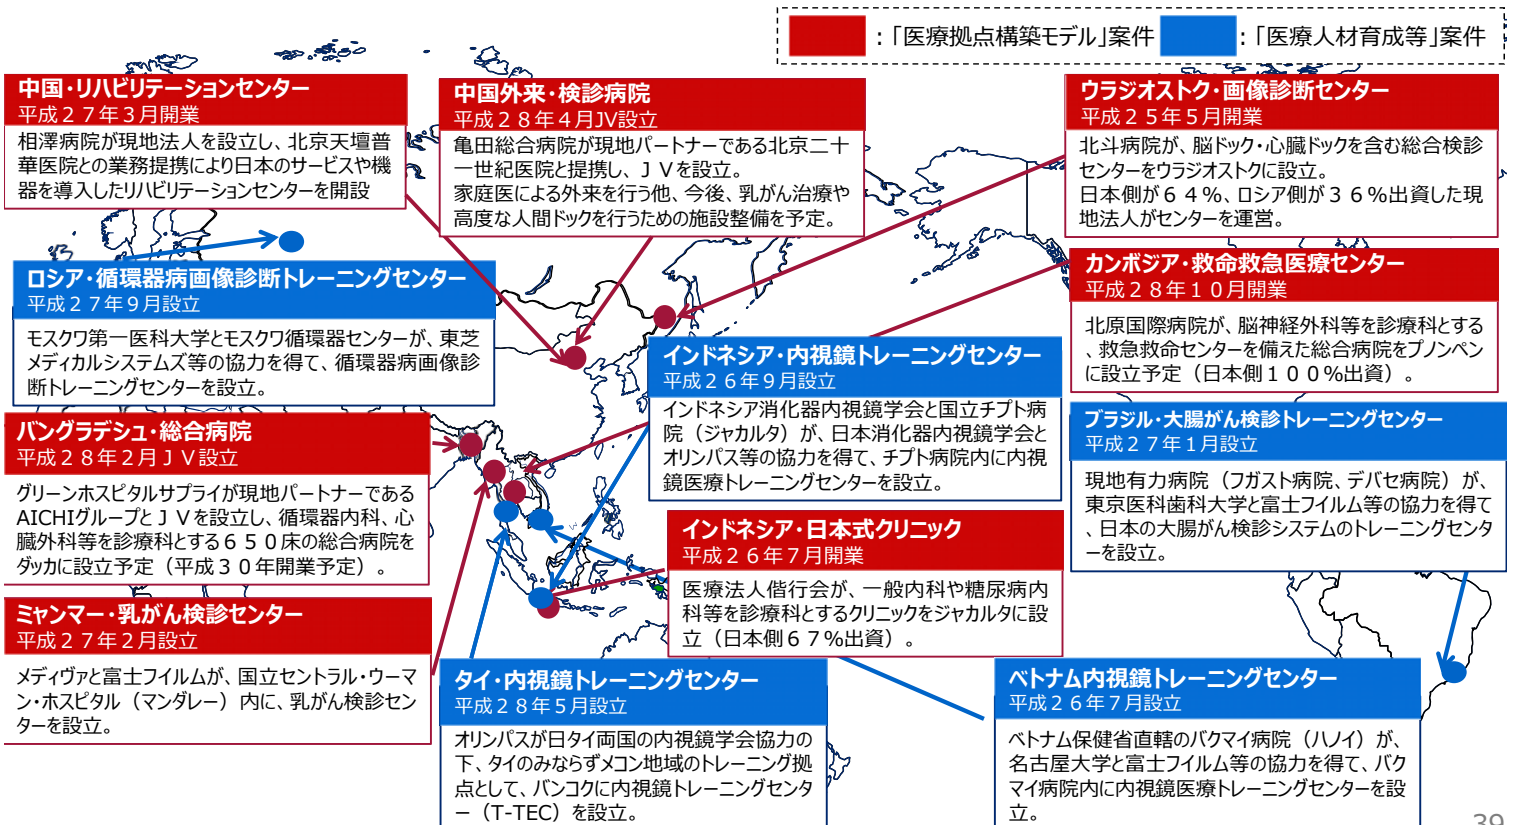 ：「医療拠点構築モデル」案件
：「医療人材育成等」案件
中国・リハビリテーションセンター
平成２７年３月開業
相澤病院が現地法人を設立し、北京天壇普
華医院との業務提携により日本のサービスや機
器を導入したリハビリテーションセンターを開設
中国外来・検診病院
平成２８年４月JV設立
亀田総合病院が現地パートナーである北京二十
一世紀医院と提携し、ＪＶを設立。
家庭医による外来を行う他、今後、乳がん治療や
高度な人間ドックを行うための施設整備を予定。
ウラジオストク・画像診断センター
平成２５年５月開業
北斗病院が、脳ドック・心臓ドックを含む総合検診
センターをウラジオストクに設立。
日本側が６４％、ロシア側が３６％出資した現
地法人がセンターを運営。
ロシア・循環器病画像診断トレーニングセンター
平成２７年９月設立
モスクワ第一医科大学とモスクワ循環器センターが、東芝
メディカルシステムズ等の協力を得て、循環器病画像診
断トレーニングセンターを設立。
カンボジア・救命救急医療センター
平成２８年１０月開業
北原国際病院が、脳神経外科等を診療科とする
、救急救命センターを備えた総合病院をプノンペン
に設立予定（日本側１００％出資）。
インドネシア・内視鏡トレーニングセンター
平成２６年９月設立
インドネシア消化器内視鏡学会と国立チプト病
院（ジャカルタ）が、日本消化器内視鏡学会と
オリンパス等の協力を得て、チプト病院内に内視
鏡医療トレーニングセンターを設立。
バングラデシュ・総合病院
平成２８年２月ＪＶ設立
グリーンホスピタルサプライが現地パートナーである
AICHIグループとＪＶを設立し、循環器内科、心
臓外科等を診療科とする６５０床の総合病院を
ダッカに設立予定（平成３０年開業予定）。
ブラジル・大腸がん検診トレーニングセンター
平成２７年１月設立
現地有力病院（フガスト病院、デバセ病院）が、
東京医科歯科大学と富士フイルム等の協力を得て
、日本の大腸がん検診システムのトレーニングセンタ
ーを設立。
インドネシア・日本式クリニック
平成２６年７月開業
医療法人偕行会が、一般内科や糖尿病内
科等を診療科とするクリニックをジャカルタに設
立（日本側６７％出資）。
ミャンマー・乳がん検診センター
平成２７年２月設立
メディヴァと富士フイルムが、国立セントラル・ウーマ
ン・ホスピタル（マンダレー）内に、乳がん検診セン
ターを設立。
タイ・内視鏡トレーニングセンター
平成２８年５月設立
オリンパスが日タイ両国の内視鏡学会協力の
下、タイのみならずメコン地域のトレーニング拠
点として、バンコクに内視鏡トレーニングセンタ
ー（T-TEC）を設立。
ベトナム内視鏡トレーニングセンター
平成２６年７月設立
ベトナム保健省直轄のバクマイ病院（ハノイ）が、
名古屋大学と富士フイルム等の協力を得て、バク
マイ病院内に内視鏡医療トレーニングセンターを設
立。
39